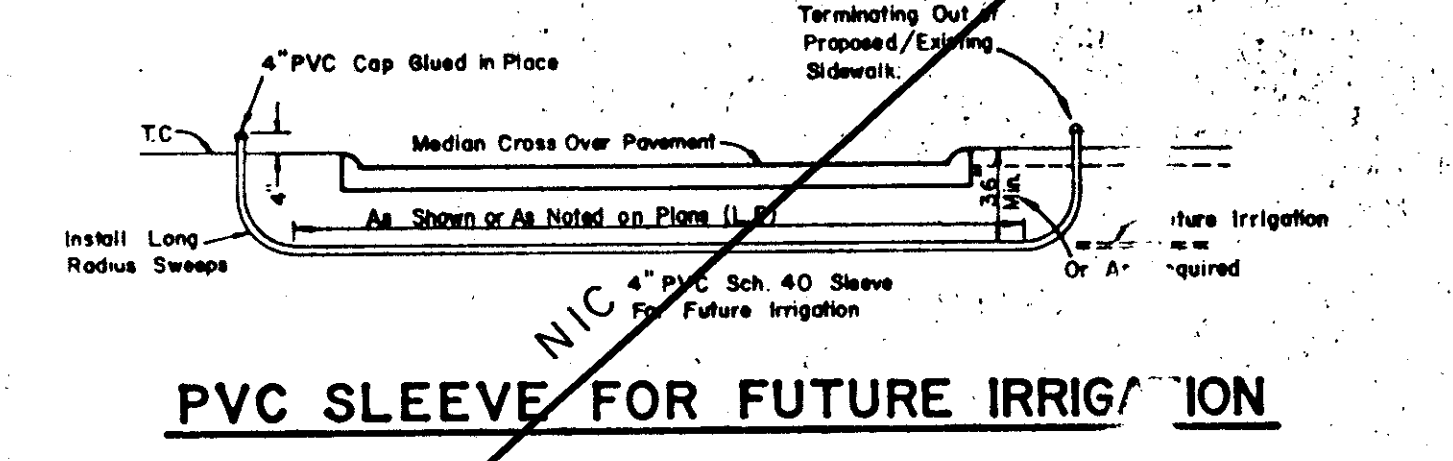 Terminating Out of
Proposed/Existing
Sidewalk.
4" PVC Cap Glued in Place
T.C
Median Cross Over Pavement
4"
36"
Min.
As Shown or As Noted on Plans
Install Long
Radius Sweeps
Irrigation
Or
4" PVC Sch. 40 Sleeve
For Future Irrigation
NIC
PVC SLEEVE FOR FUTURE IRRIGATION